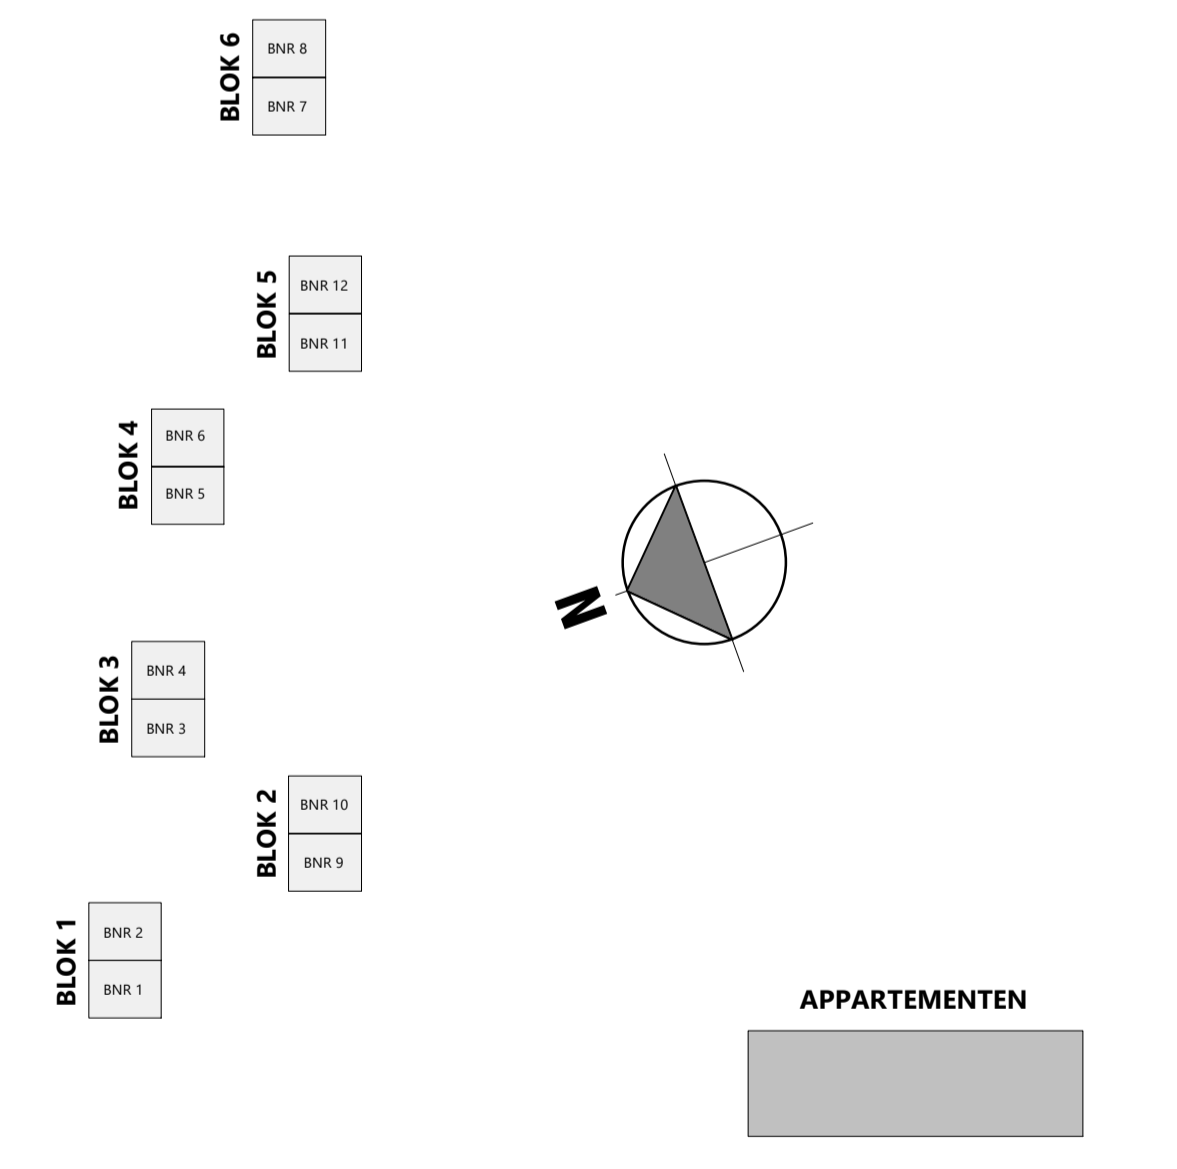 BLOK 6
BNR 8
BNR 7
BLOK 5
BNR 12
BNR 11
BLOK 4
BNR 6
BNR 5
N
BLOK 3
BNR 4
BNR 3
BLOK 2
BNR 10
BNR 9
BLOK 1
BNR 2
BNR 1
APPARTEMENTEN